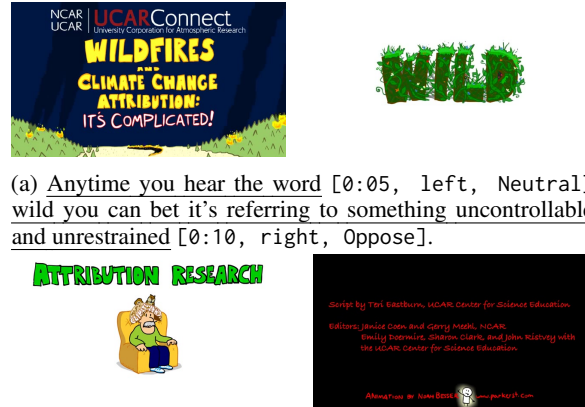 NCAR
UCAR
UCARConnect
University Corporation for Atmospheric Research
WILDFIRES
AND
CLIMATE CHANGE
ATTRIBUTION:
IT'S COMPLICATED!
WILD
(a) Anytime you hear the word [0:05, left, Neutral]
wild you can bet it's referring to something uncontrollable
and unrestrained [0:10, right, Oppose].
ATTRIBUTION RESEARCH
Script by Teri Eastburn, UCAR Center for Science Education
Editors: Janice Coen and Gerry Meehl, NCAR
Emily Doermire, Sharon Clark, and John Ristvey with
the UCAR Center for Science Education
www.parkerst.com